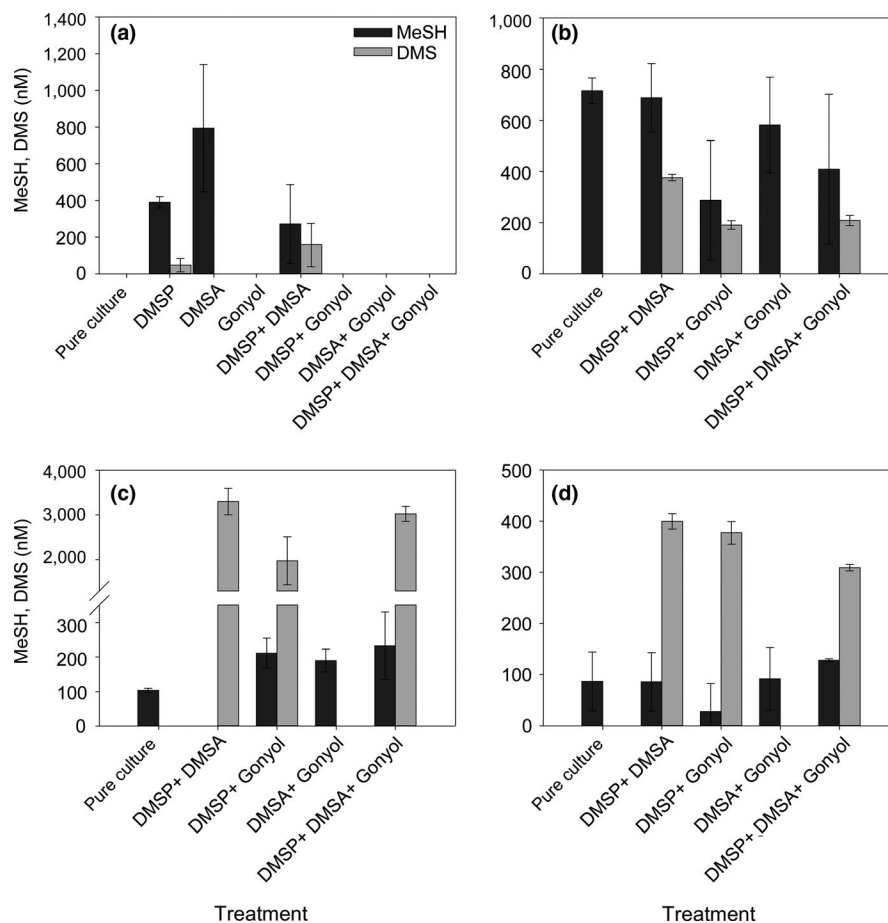 (a)
MeSH
DMS
MeSH, DMS (nM)
1,400
1,200
1,000
800
600
400
200
0
Pure culture
DMSP
DMSA
Gonyol
DMSP+ DMSA
DMSP+ Gonyol
DMSA+ Gonyol
DMSP+ DMSA+ Gonyol
(b)
1,000
800
600
400
200
0
Pure culture
DMSP+ DMSA
DMSP+ Gonyol
DMSA+ Gonyol
DMSP+ DMSA+ Gonyol
(c)
MeSH, DMS (nM)
4,000
3,000
2,000
300
200
100
0
Pure culture
DMSP+ DMSA
DMSP+ Gonyol
DMSA+ Gonyol
DMSP+ DMSA+ Gonyol
Treatment
(d)
500
400
300
200
100
0
Pure culture
DMSP+ DMSA
DMSP+ Gonyol
DMSA+ Gonyol
DMSP+ DMSA+ Gonyol
Treatment